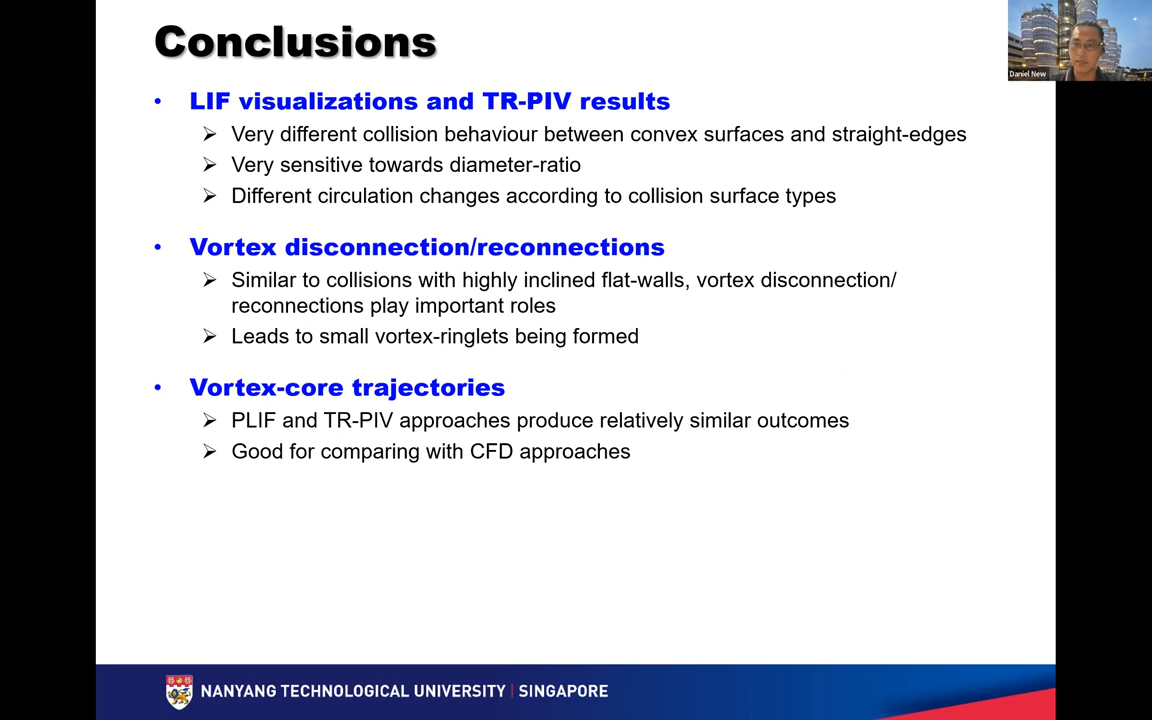 Conclusions
Daniel New
• LIF visualizations and TR-PIV results
➢ Very different collision behaviour between convex surfaces and straight-edges
➢ Very sensitive towards diameter-ratio
➢ Different circulation changes according to collision surface types
• Vortex disconnection/reconnections
➢ Similar to collisions with highly inclined flat-walls, vortex disconnection/
reconnections play important roles
➢ Leads to small vortex-ringlets being formed
• Vortex-core trajectories
➢ PLIF and TR-PIV approaches produce relatively similar outcomes
➢ Good for comparing with CFD approaches
NANYANG TECHNOLOGICAL UNIVERSITY | SINGAPORE